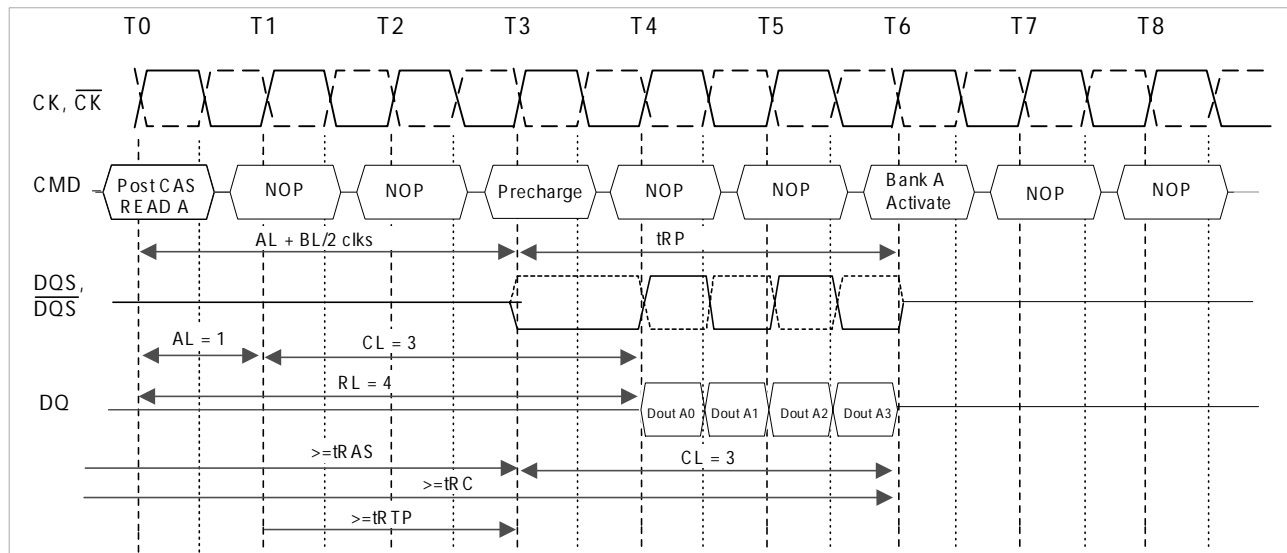 T0 T1 T2 T3 T4 T5 T6 T7 T8
CK, CK
CMD Post CAS NOP NOP Precharge NOP NOP Bank A NOP NOP
READ A Activate
AL + BL/2 clks tRP
DQS,
DQS
AL = 1 CL = 3
RL = 4
DQ Dout A0 Dout A1 Dout A2 Dout A3
>=tRAS CL = 3
>=tRC
>=tRTP